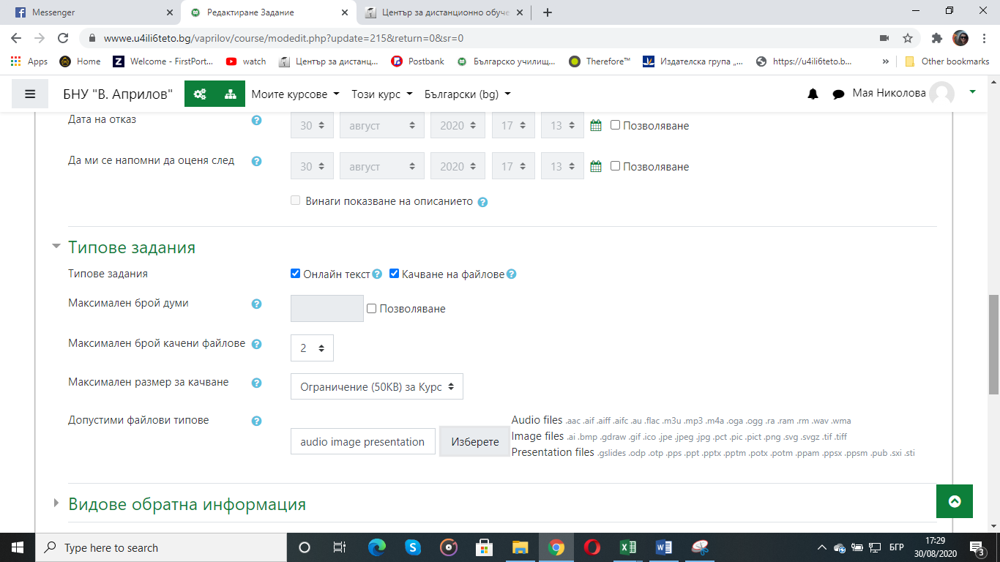 Messenger
Редактиране Задание
Център за дистанционно обуче
wwwe.u4ili6teto.bg/vaprilov/course/modedit.php?update=215&return=0&sr=0
Apps Home Welcome - FirstPort... watch Център за дистанц... Postbank Българско училищ... Therefore™ Издателска група „... https://u4ili6teto.b... » Other bookmarks
БНУ "В. Априлов" Моите курсове Този курс Български (bg) Мая Николова
Дата на отказ 30 август 2020 17 13 Позволяване
Да ми се напомни да оценя след 30 август 2020 17 13 Позволяване
Винаги показване на описанието
Типове задания
Типове задания Онлайн текст Качване на файлове
Максимален брой думи Позволяване
Максимален брой качени файлове 2
Максимален размер за качване Ограничение (50KB) за Курс
Допустими файлови типове
audio image presentation Изберете
Audio files .aac .aif .aiff .aifc .au .flac .m3u .mp3 .m4a .oga .ogg .ra .ram .rm .wav .wma
Image files .ai .bmp .gdraw .gif .ico .jpe .jpeg .jpg .pct .pic .pict .png .svg .svgz .tif .tiff
Presentation files .gslides .odp .otp .pps .ppt .pptx .pptm .potx .potm .ppam .ppsx .ppsm .pub .sxi .sti
Видове обратна информация
Type here to search
БГР
17:29
30/08/2020
3